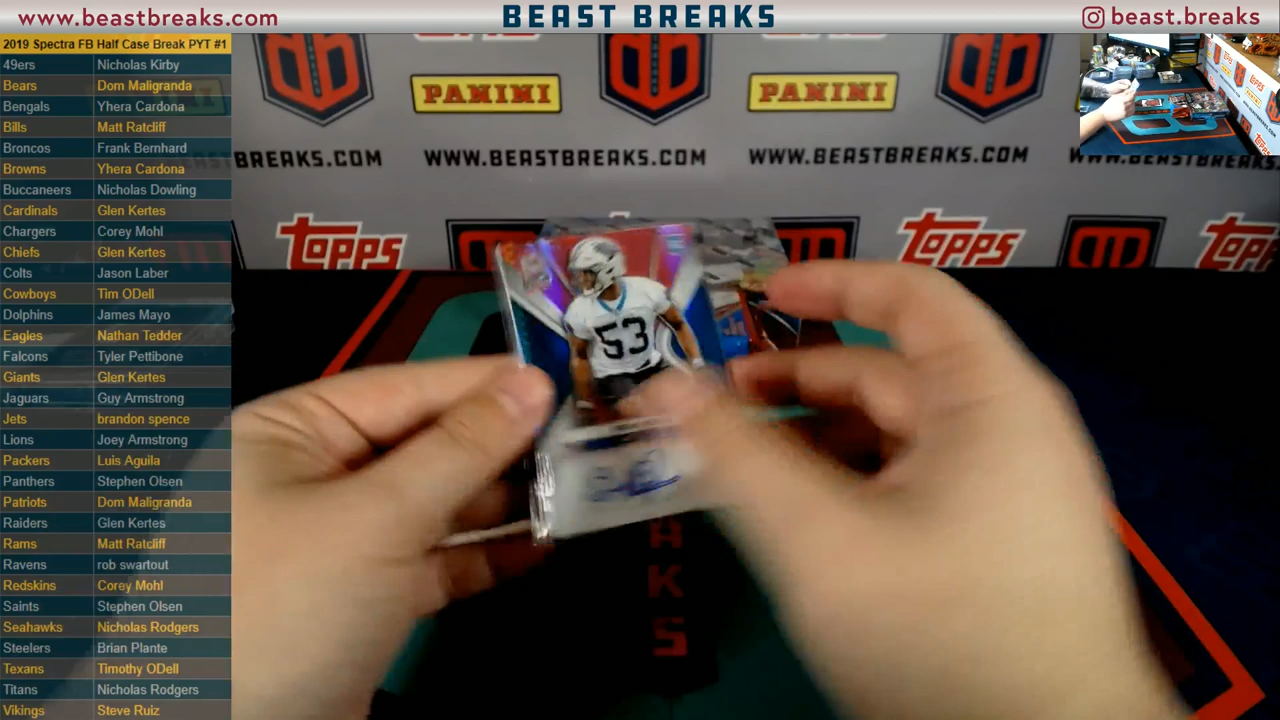 www.beastbreaks.com
BEAST BREAKS
beast.breaks
2019 Spectra FB Half Case Break PYT #1
49ers Nicholas Kirby
Bears Dom Maligranda
Bengals Yhera Cardona
Bills Matt Ratcliff
Broncos Frank Bernhard
Browns Yhera Cardona
Buccaneers Nicholas Dowling
Cardinals Glen Kertes
Chargers Corey Mohl
Chiefs Glen Kertes
Colts Jason Laber
Cowboys Tim ODell
Dolphins James Mayo
Eagles Nathan Tedder
Falcons Tyler Pettibone
Giants Glen Kertes
Jaguars Guy Armstrong
Jets brandon spence
Lions Joey Armstrong
Packers Luis Aguila
Panthers Stephen Olsen
Patriots Dom Maligranda
Raiders Glen Kertes
Rams Matt Ratcliff
Ravens rob swartout
Redskins Corey Mohl
Saints Stephen Olsen
Seahawks Nicholas Rodgers
Steelers Brian Plante
Texans Timothy ODell
Titans Nicholas Rodgers
Vikings Steve Ruiz
PANINI PANINI
BREAKS.COM WWW.BEASTBREAKS.COM WWW.BEASTBREAKS.COM
topps topps topps
53
AKS